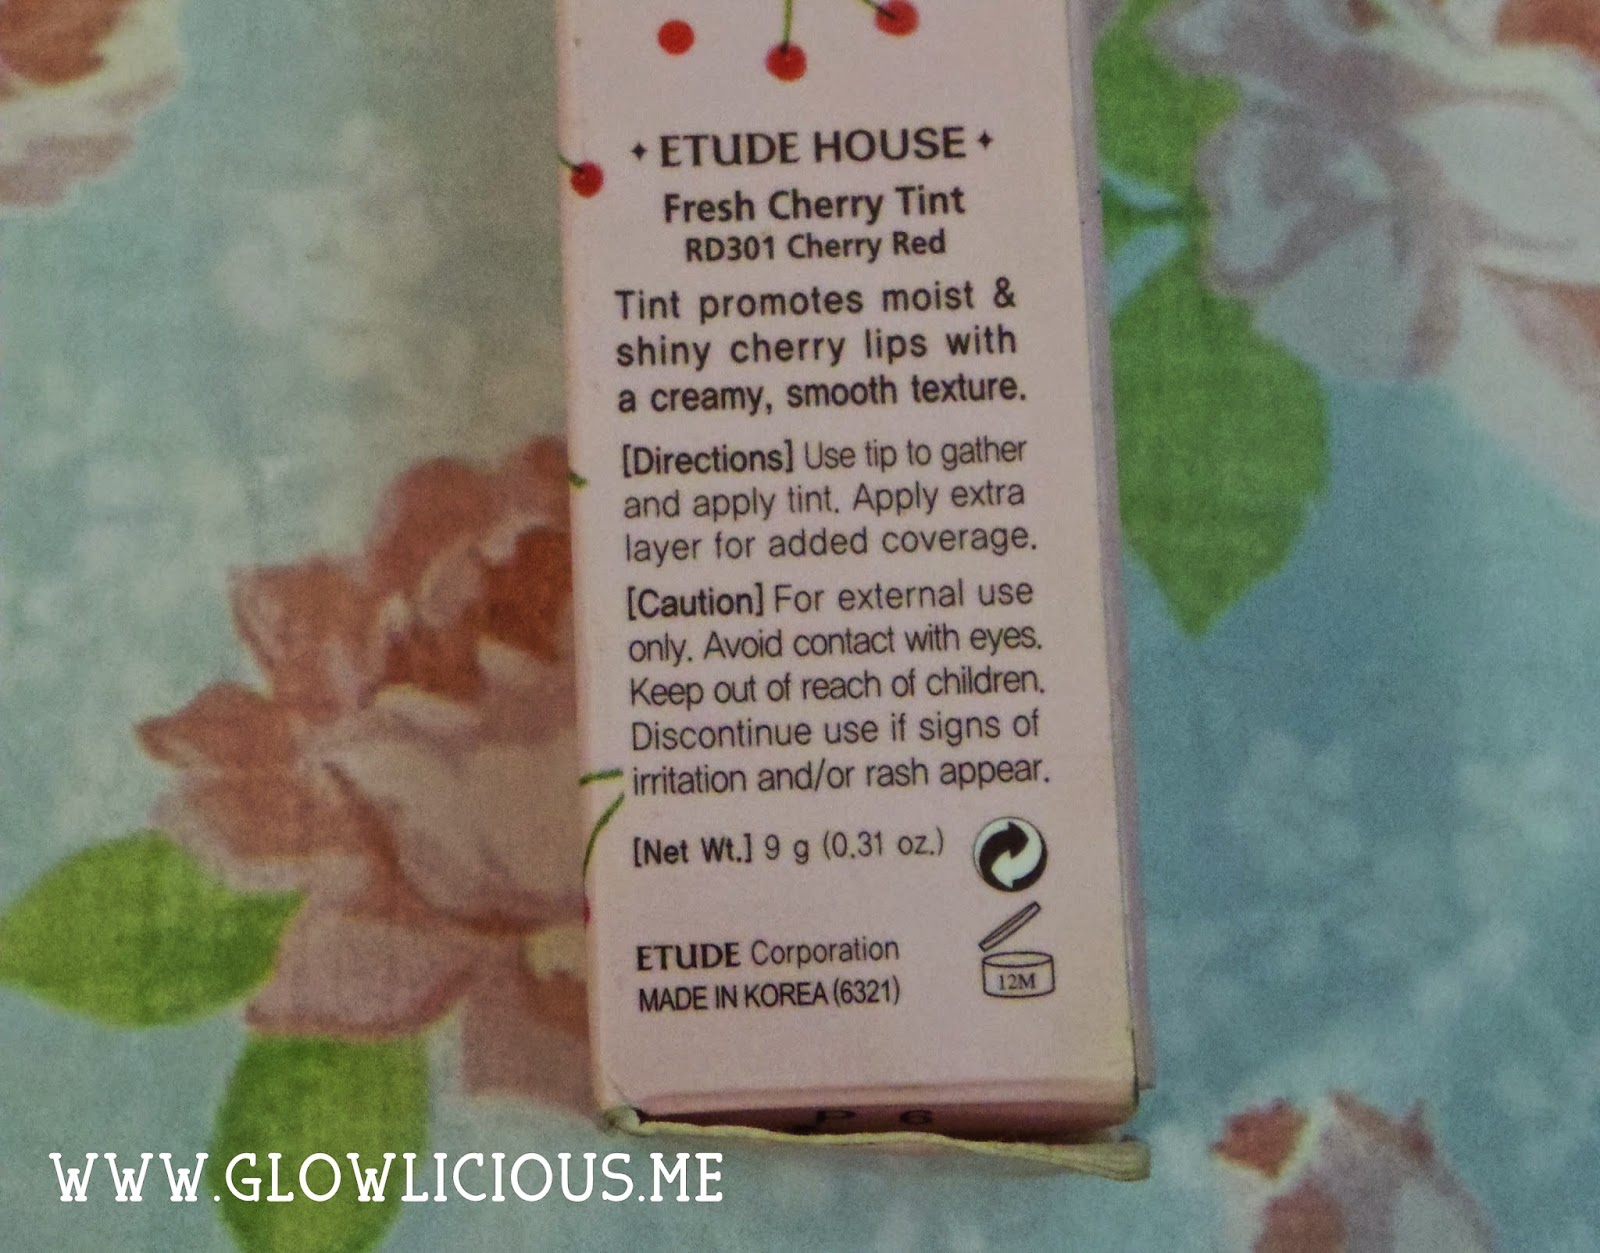 ETUDE HOUSE
Fresh Cherry Tint
RD301 Cherry Red
Tint promotes moist &
shiny cherry lips with
a creamy, smooth texture.
[Directions] Use tip to gather
and apply tint. Apply extra
layer for added coverage.
[Caution] For external use
only. Avoid contact with eyes.
Keep out of reach of children.
Discontinue use if signs of
irritation and/or rash appear.
[Net Wt.] 9 g (0.31 oz.)
ETUDE Corporation
MADE IN KOREA (6321)
12M
WWW.GLOWLICIOUS.ME